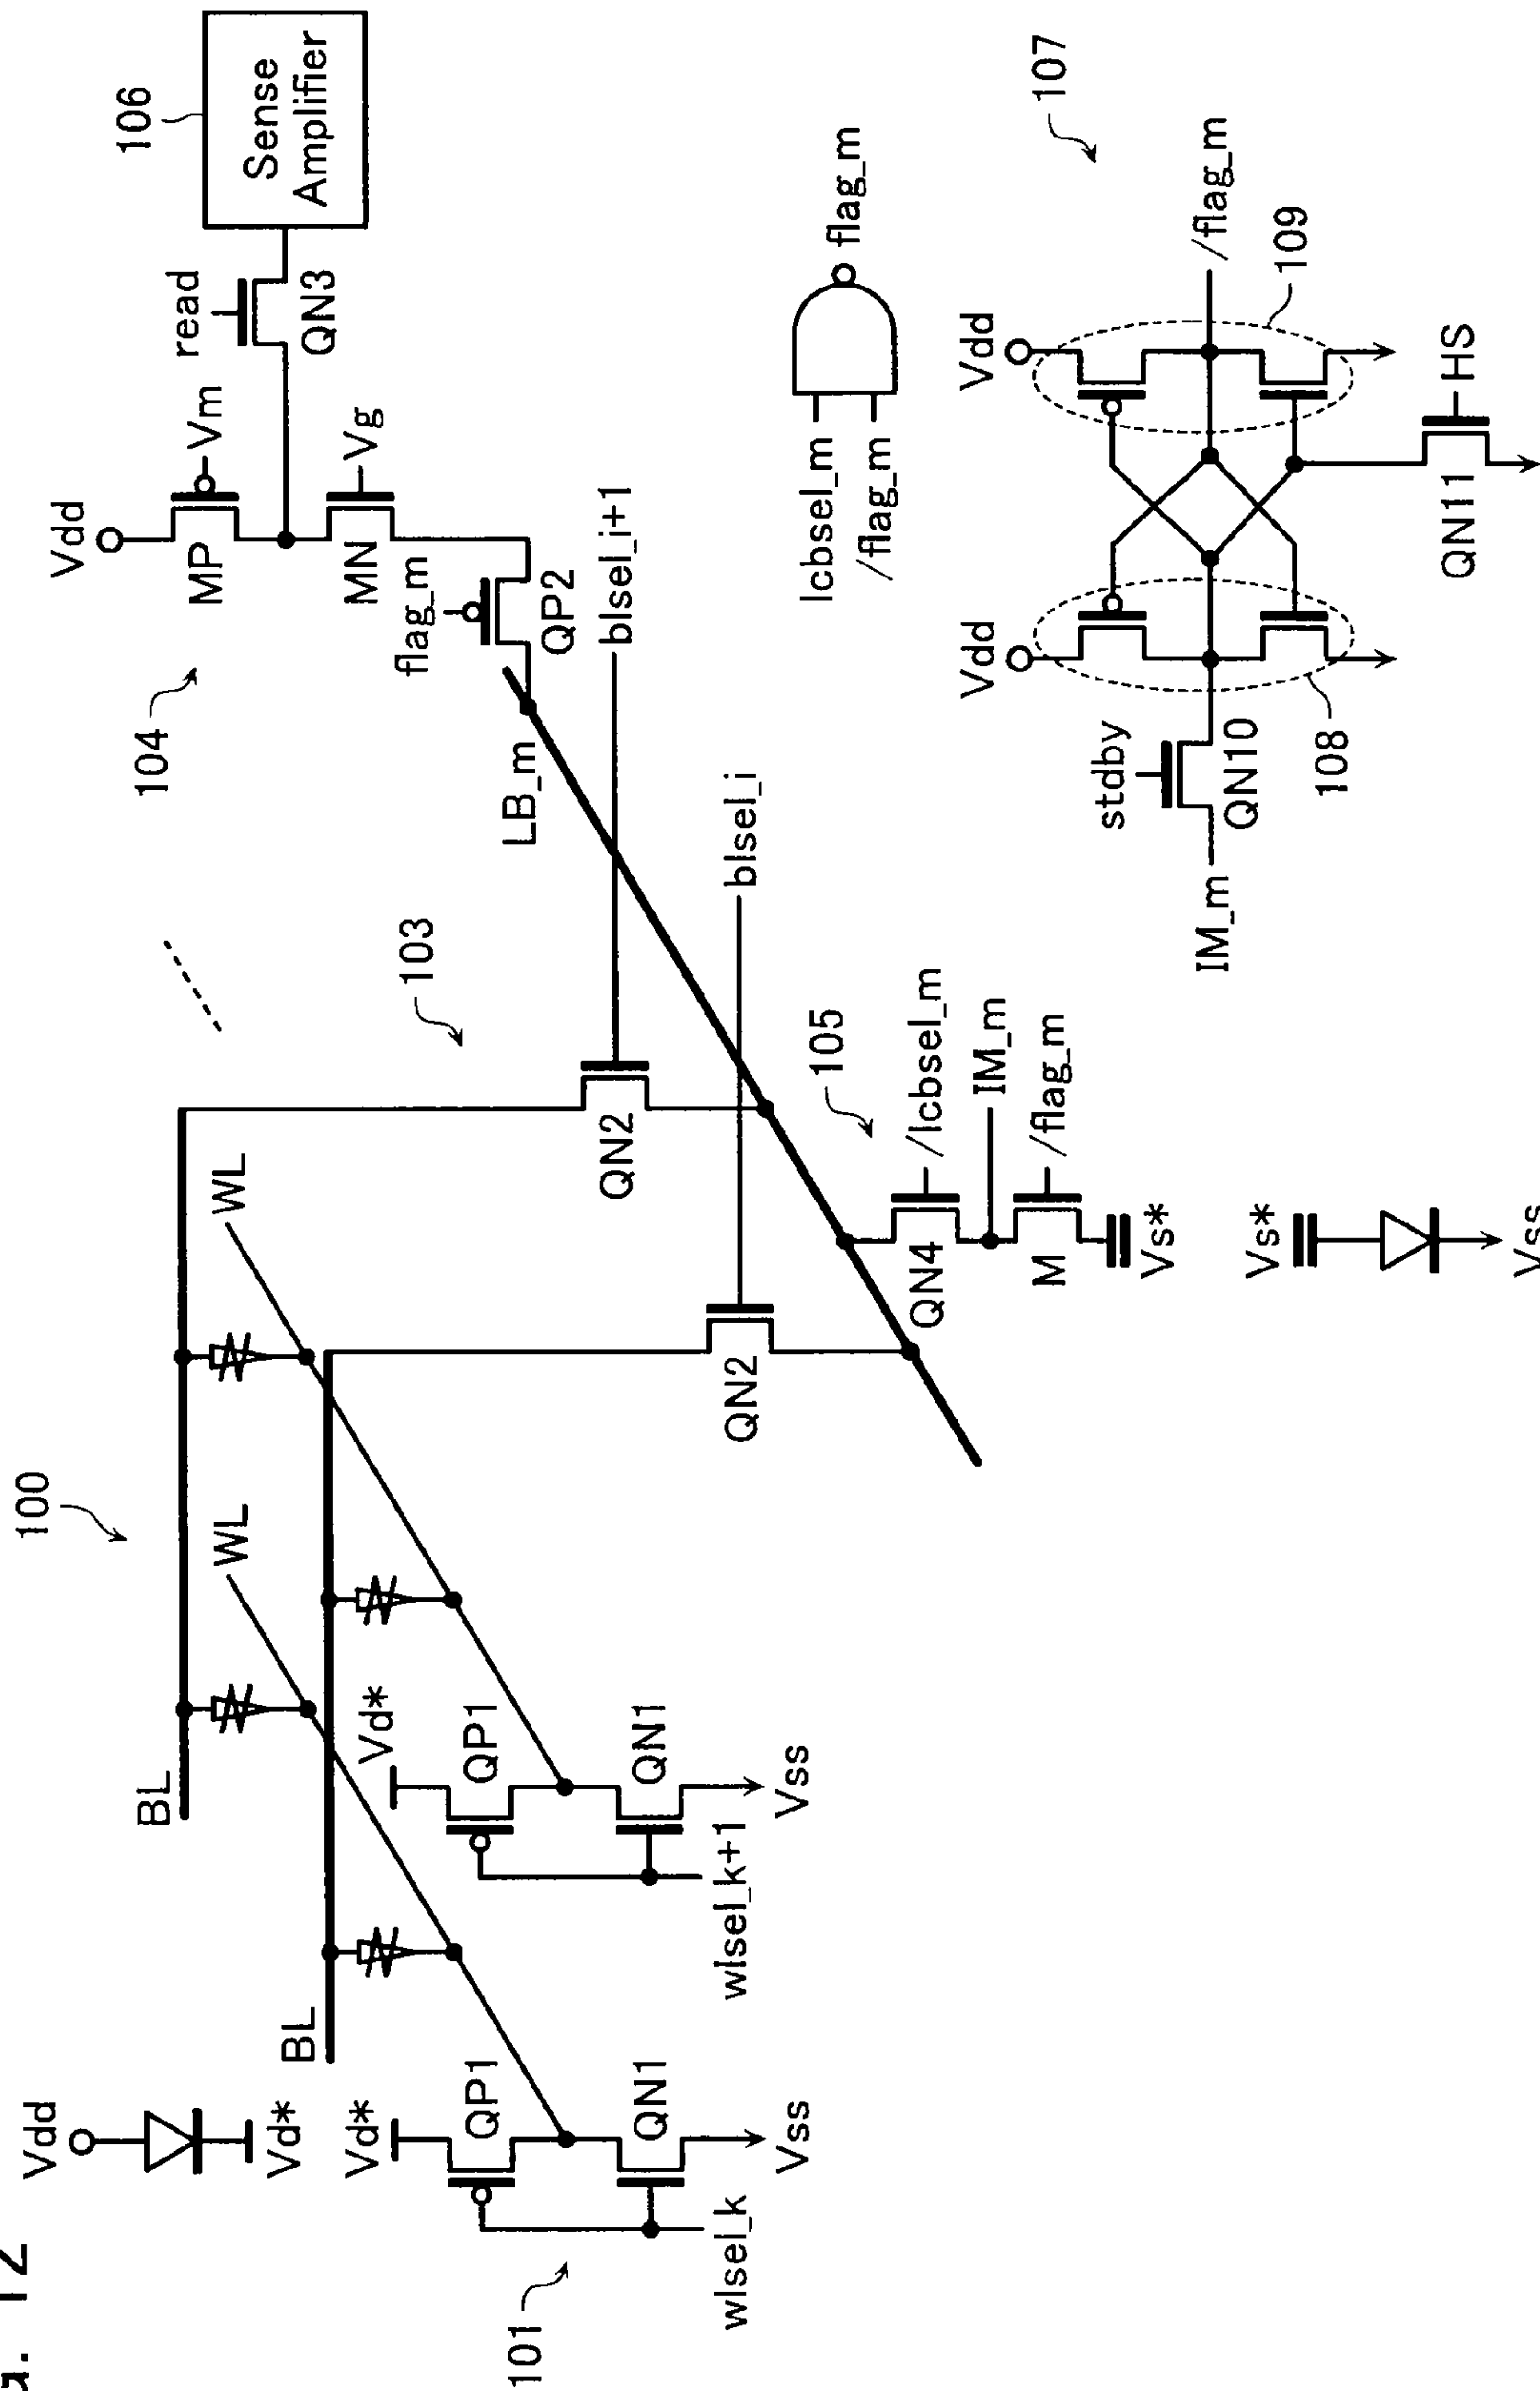 12
Vdd
Vd*
Vd*
QP1
QN1
Vss
wlsel_k
101
BL
BL
100
WL
WL
Vd*
QP1
QN1
Vss
wlsel_k+1
QN2
QN2
103
blsel_i
blsel_i+1
LB_m
105
QN4
/lcbsel_m
IM_m
M
/flag_m
Vs*
Vs*
Vss
104
Vdd
MP
Vm
MN
Vg
flag_m
QP2
read
QN3
106
Sense
Amplifier
lcbsel_m
/flag_m
flag_m
107
Vdd
Vdd
stdby
IM_m
QN10
108
109
/flag_m
QN11
HS